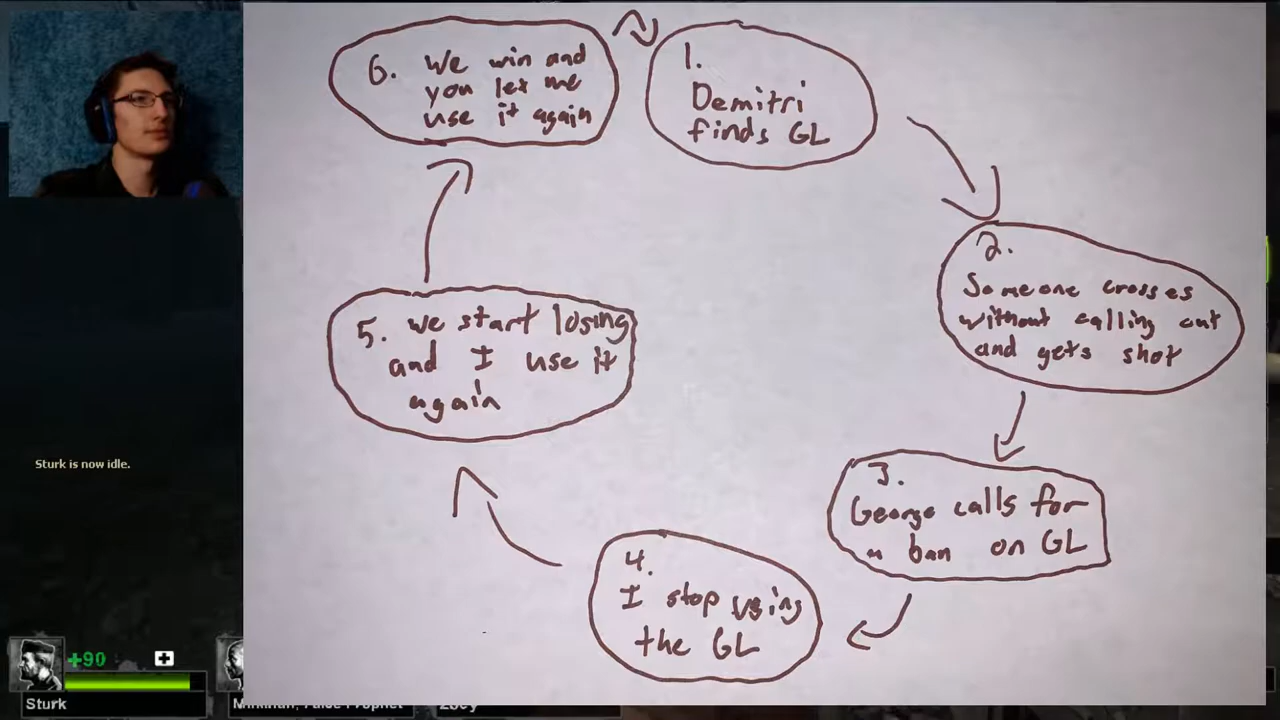 6. We win and
you let me
use it again
1.
Demitri
finds GL
2.
Someone crosses
without calling out
and gets shot
3.
George calls for
a ban on GL
4.
I stop using
the GL
5. we start losing
and I use it
again
Sturk is now idle.
+90
Sturk